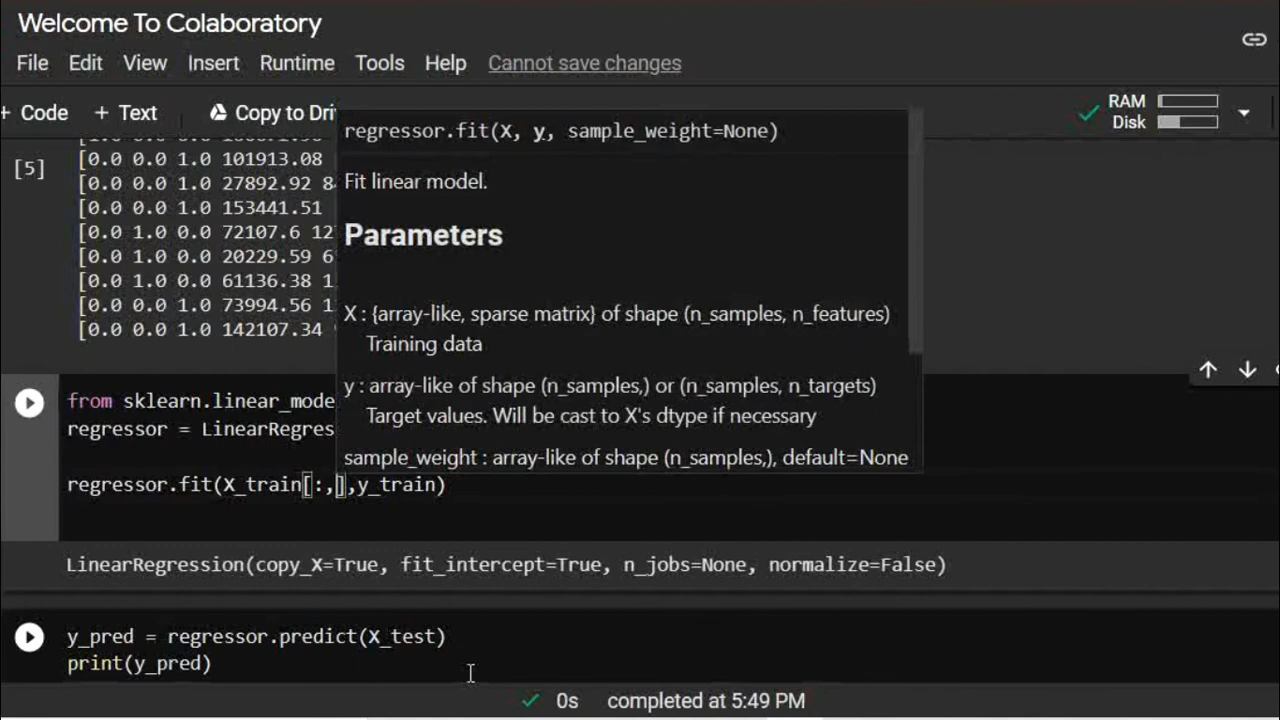 Welcome To Colaboratory
File Edit View Insert Runtime Tools Help Cannot save changes
+ Code + Text Copy to Dri
RAM
Disk
[5]
[0.0 0.0 1.0 101913.08
[0.0 0.0 1.0 27892.92 84
[0.0 0.0 1.0 153441.51
[0.0 1.0 0.0 72107.6 12
[0.0 1.0 0.0 20229.59 6
[0.0 1.0 0.0 61136.38 1
[0.0 1.0 0.0 73994.56 1
[0.0 0.0 1.0 142107.34
regressor.fit(X, y, sample_weight=None)
Fit linear model.
Parameters
X : {array-like, sparse matrix} of shape (n_samples, n_features)
Training data
y : array-like of shape (n_samples,) or (n_samples, n_targets)
Target values. Will be cast to X's dtype if necessary
sample_weight : array-like of shape (n_samples,), default=None
from sklearn.linear_mode
regressor = LinearRegres
regressor.fit(X_train[:,],y_train)
LinearRegression(copy_X=True, fit_intercept=True, n_jobs=None, normalize=False)
y_pred = regressor.predict(X_test)
print(y_pred)
0s completed at 5:49 PM